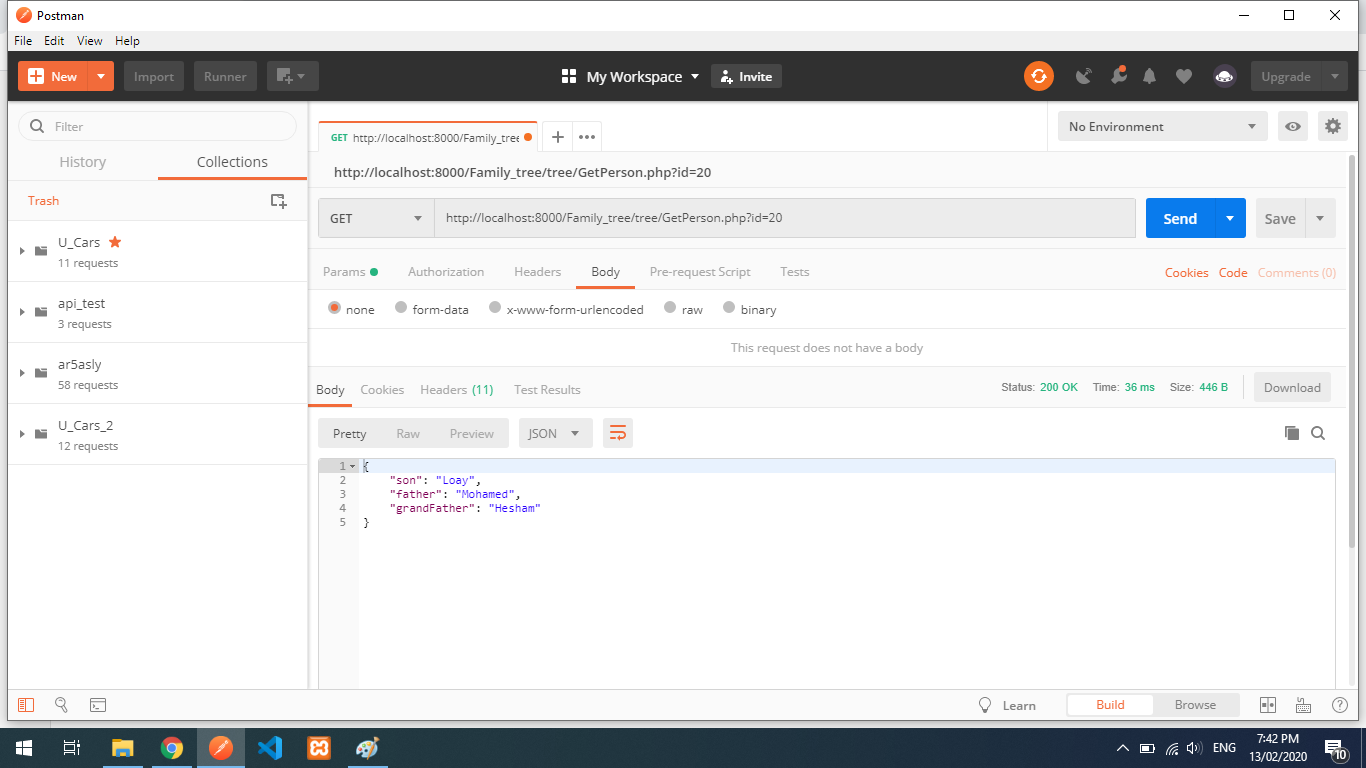 Postman
File Edit View Help
New Import Runner My Workspace Invite Upgrade
Filter
History Collections
Trash
U_Cars
11 requests
api_test
3 requests
ar5asly
58 requests
U_Cars_2
12 requests
GET http://localhost:8000/Family_tree
No Environment
http://localhost:8000/Family_tree/tree/GetPerson.php?id=20
GET http://localhost:8000/Family_tree/tree/GetPerson.php?id=20 Send Save
Params Authorization Headers Body Pre-request Script Tests Cookies Code Comments (0)
none form-data x-www-form-urlencoded raw binary
This request does not have a body
Body Cookies Headers (11) Test Results Status: 200 OK Time: 36 ms Size: 446 B Download
Pretty Raw Preview JSON
1 {
2 "son": "Loay",
3 "father": "Mohamed",
4 "grandFather": "Hesham"
5 }
Learn Build Browse
ENG 7:42 PM
13/02/2020 10